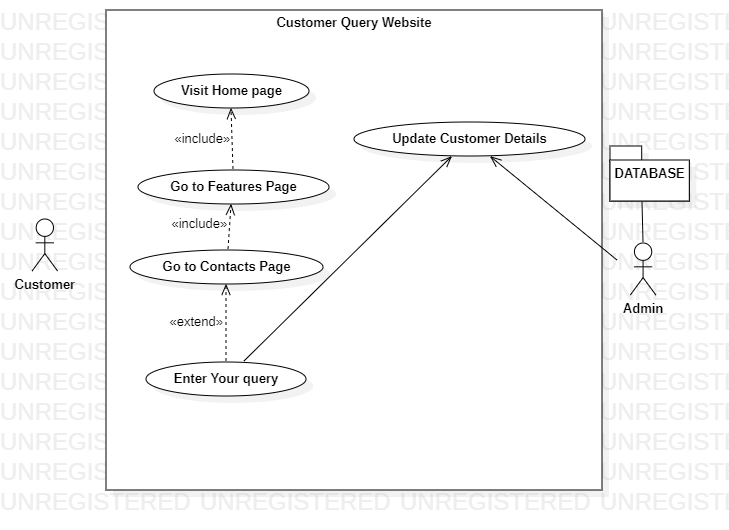 Customer Query Website
Visit Home page
«include»
Update Customer Details
DATABASE
Go to Features Page
«include»
Go to Contacts Page
Customer
Admin
«extend»
Enter Your query
UNREGISTERED UNREGISTERED UNREGISTERED UNREGISTE